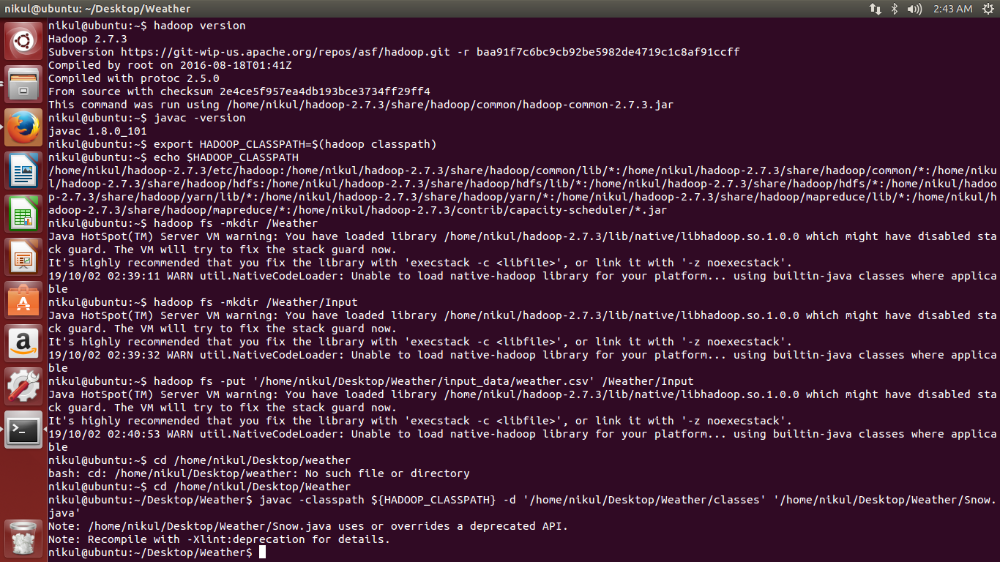 nikul@ubuntu: ~/Desktop/Weather
2:43 AM
nikul@ubuntu:~$ hadoop version
Hadoop 2.7.3
Subversion https://git-wip-us.apache.org/repos/asf/hadoop.git -r baa91f7c6bc9cb92be5982de4719c1c8af91ccff
Compiled by root on 2016-08-18T01:41Z
Compiled with protoc 2.5.0
From source with checksum 2e4ce5f957ea4db193bce3734ff29ff4
This command was run using /home/nikul/hadoop-2.7.3/share/hadoop/common/hadoop-common-2.7.3.jar
nikul@ubuntu:~$ javac -version
javac 1.8.0_101
nikul@ubuntu:~$ export HADOOP_CLASSPATH=$(hadoop classpath)
nikul@ubuntu:~$ echo $HADOOP_CLASSPATH
/home/nikul/hadoop-2.7.3/etc/hadoop:/home/nikul/hadoop-2.7.3/share/hadoop/common/lib/*:/home/nikul/hadoop-2.7.3/share/hadoop/common/*:/home/niku
l/hadoop-2.7.3/share/hadoop/hdfs:/home/nikul/hadoop-2.7.3/share/hadoop/hdfs/lib/*:/home/nikul/hadoop-2.7.3/share/hadoop/hdfs/*:/home/nikul/hadoo
p-2.7.3/share/hadoop/yarn/lib/*:/home/nikul/hadoop-2.7.3/share/hadoop/yarn/*:/home/nikul/hadoop-2.7.3/share/hadoop/mapreduce/lib/*:/home/nikul/h
adoop-2.7.3/share/hadoop/mapreduce/*:/home/nikul/hadoop-2.7.3/contrib/capacity-scheduler/*.jar
nikul@ubuntu:~$ hadoop fs -mkdir /Weather
Java HotSpot(TM) Server VM warning: You have loaded library /home/nikul/hadoop-2.7.3/lib/native/libhadoop.so.1.0.0 which might have disabled sta
ck guard. The VM will try to fix the stack guard now.
It's highly recommended that you fix the library with 'execstack -c <libfile>', or link it with '-z noexecstack'.
19/10/02 02:39:11 WARN util.NativeCodeLoader: Unable to load native-hadoop library for your platform... using builtin-java classes where applica
ble
nikul@ubuntu:~$ hadoop fs -mkdir /Weather/Input
Java HotSpot(TM) Server VM warning: You have loaded library /home/nikul/hadoop-2.7.3/lib/native/libhadoop.so.1.0.0 which might have disabled sta
ck guard. The VM will try to fix the stack guard now.
It's highly recommended that you fix the library with 'execstack -c <libfile>', or link it with '-z noexecstack'.
19/10/02 02:39:32 WARN util.NativeCodeLoader: Unable to load native-hadoop library for your platform... using builtin-java classes where applica
ble
nikul@ubuntu:~$ hadoop fs -put '/home/nikul/Desktop/Weather/input_data/weather.csv' /Weather/Input
Java HotSpot(TM) Server VM warning: You have loaded library /home/nikul/hadoop-2.7.3/lib/native/libhadoop.so.1.0.0 which might have disabled sta
ck guard. The VM will try to fix the stack guard now.
It's highly recommended that you fix the library with 'execstack -c <libfile>', or link it with '-z noexecstack'.
19/10/02 02:40:53 WARN util.NativeCodeLoader: Unable to load native-hadoop library for your platform... using builtin-java classes where applica
ble
nikul@ubuntu:~$ cd /home/nikul/Desktop/weather
bash: cd: /home/nikul/Desktop/weather: No such file or directory
nikul@ubuntu:~$ cd /home/nikul/Desktop/Weather
nikul@ubuntu:~/Desktop/Weather$ javac -classpath ${HADOOP_CLASSPATH} -d '/home/nikul/Desktop/Weather/classes' '/home/nikul/Desktop/Weather/Snow.
java'
Note: /home/nikul/Desktop/Weather/Snow.java uses or overrides a deprecated API.
Note: Recompile with -Xlint:deprecation for details.
nikul@ubuntu:~/Desktop/Weather$